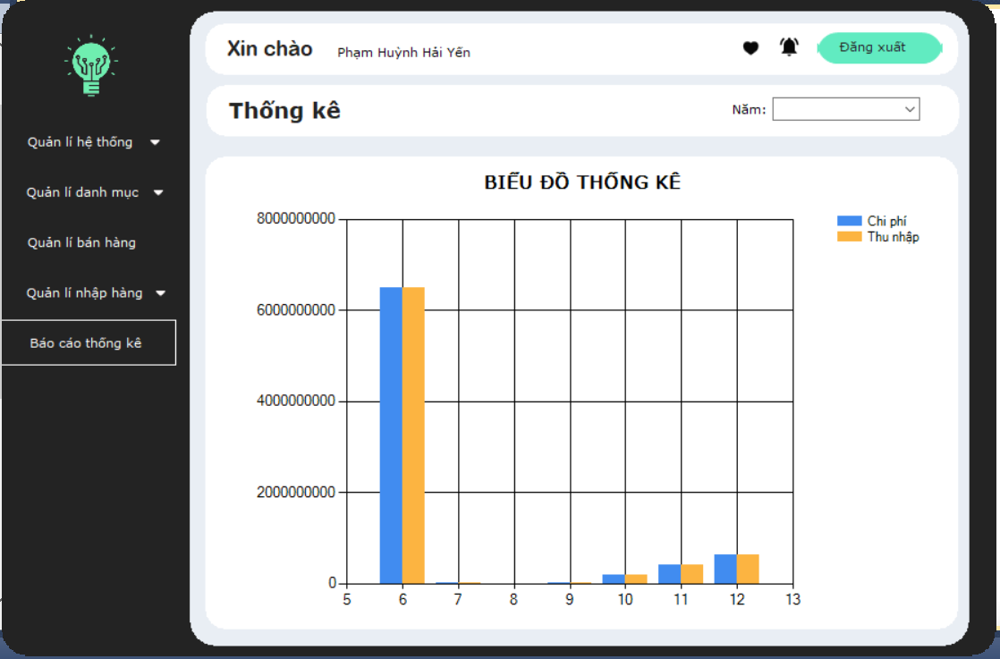 Xin chào Phạm Huỳnh Hải Yến Đăng xuất
Thống kê Năm:
Quản lí hệ thống
Quản lí danh mục
Quản lí bán hàng
Quản lí nhập hàng
Báo cáo thống kê
BIỂU ĐỒ THỐNG KÊ
8000000000
6000000000
4000000000
2000000000
0
5 6 7 8 9 10 11 12 13
Chi phí
Thu nhập